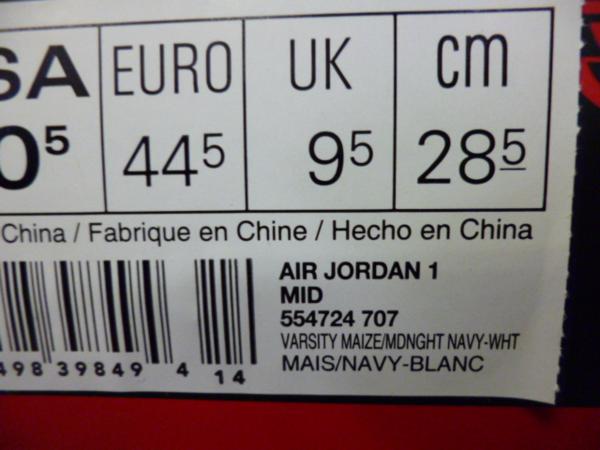 SA EURO UK cm
0⁵ 44⁵ 9⁵ 28⁵
China / Fabrique en Chine / Hecho en China
AIR JORDAN 1
MID
554724 707
VARSITY MAIZE/MDNGHT NAVY-WHT
MAIS/NAVY-BLANC
498 39849 4 14